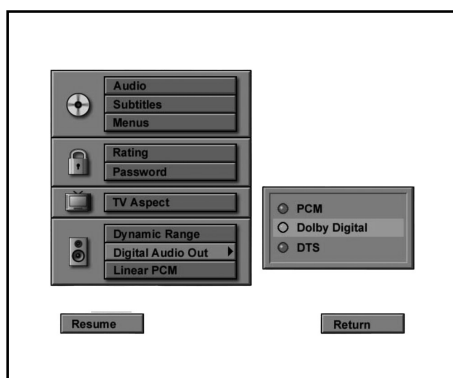 Audio
Subtitles
Menus
Rating
Password
TV Aspect
Dynamic Range
Digital Audio Out
Linear PCM
PCM
Dolby Digital
DTS
Resume
Return